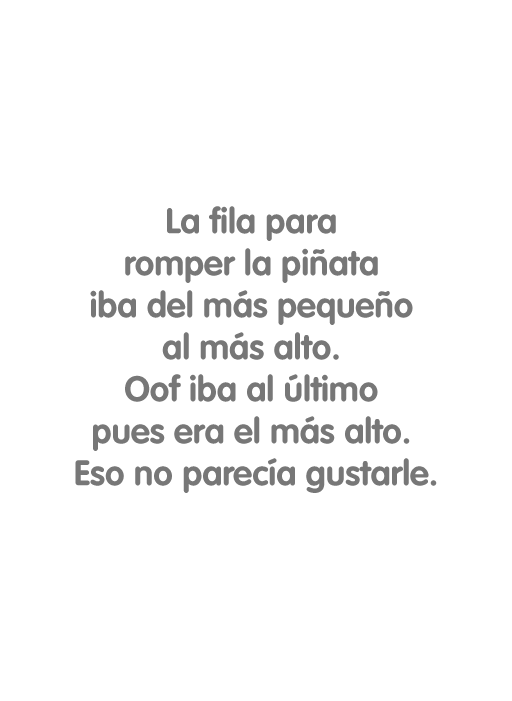 La fila para
romper la piñata
iba del más pequeño
al más alto.
Oof iba al último
pues era el más alto.
Eso no parecía gustarle.